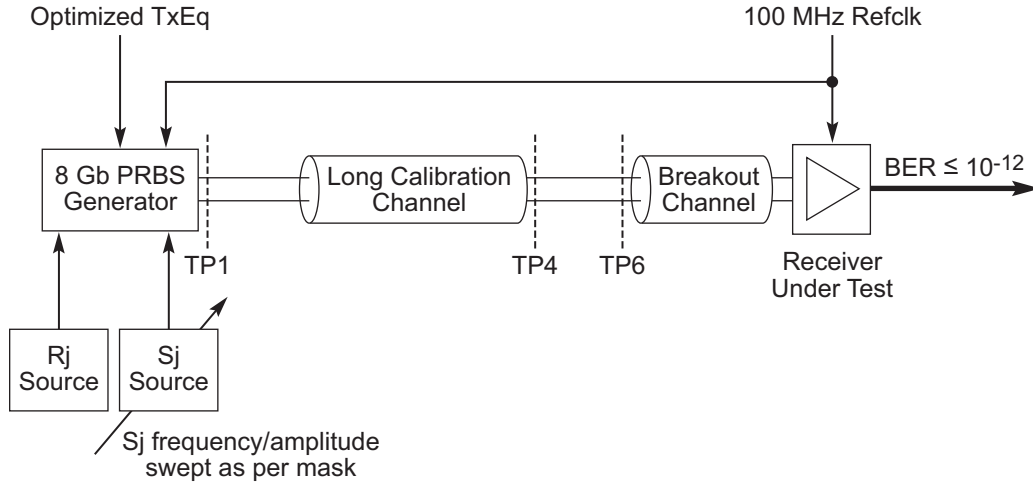 Optimized TxEq
100 MHz Refclk
8 Gb PRBS
Generator
Long Calibration
Channel
Breakout
Channel
BER ≤ 10-12
TP1
TP4
TP6
Receiver
Under Test
Rj
Source
Sj
Source
Sj frequency/amplitude
swept as per mask